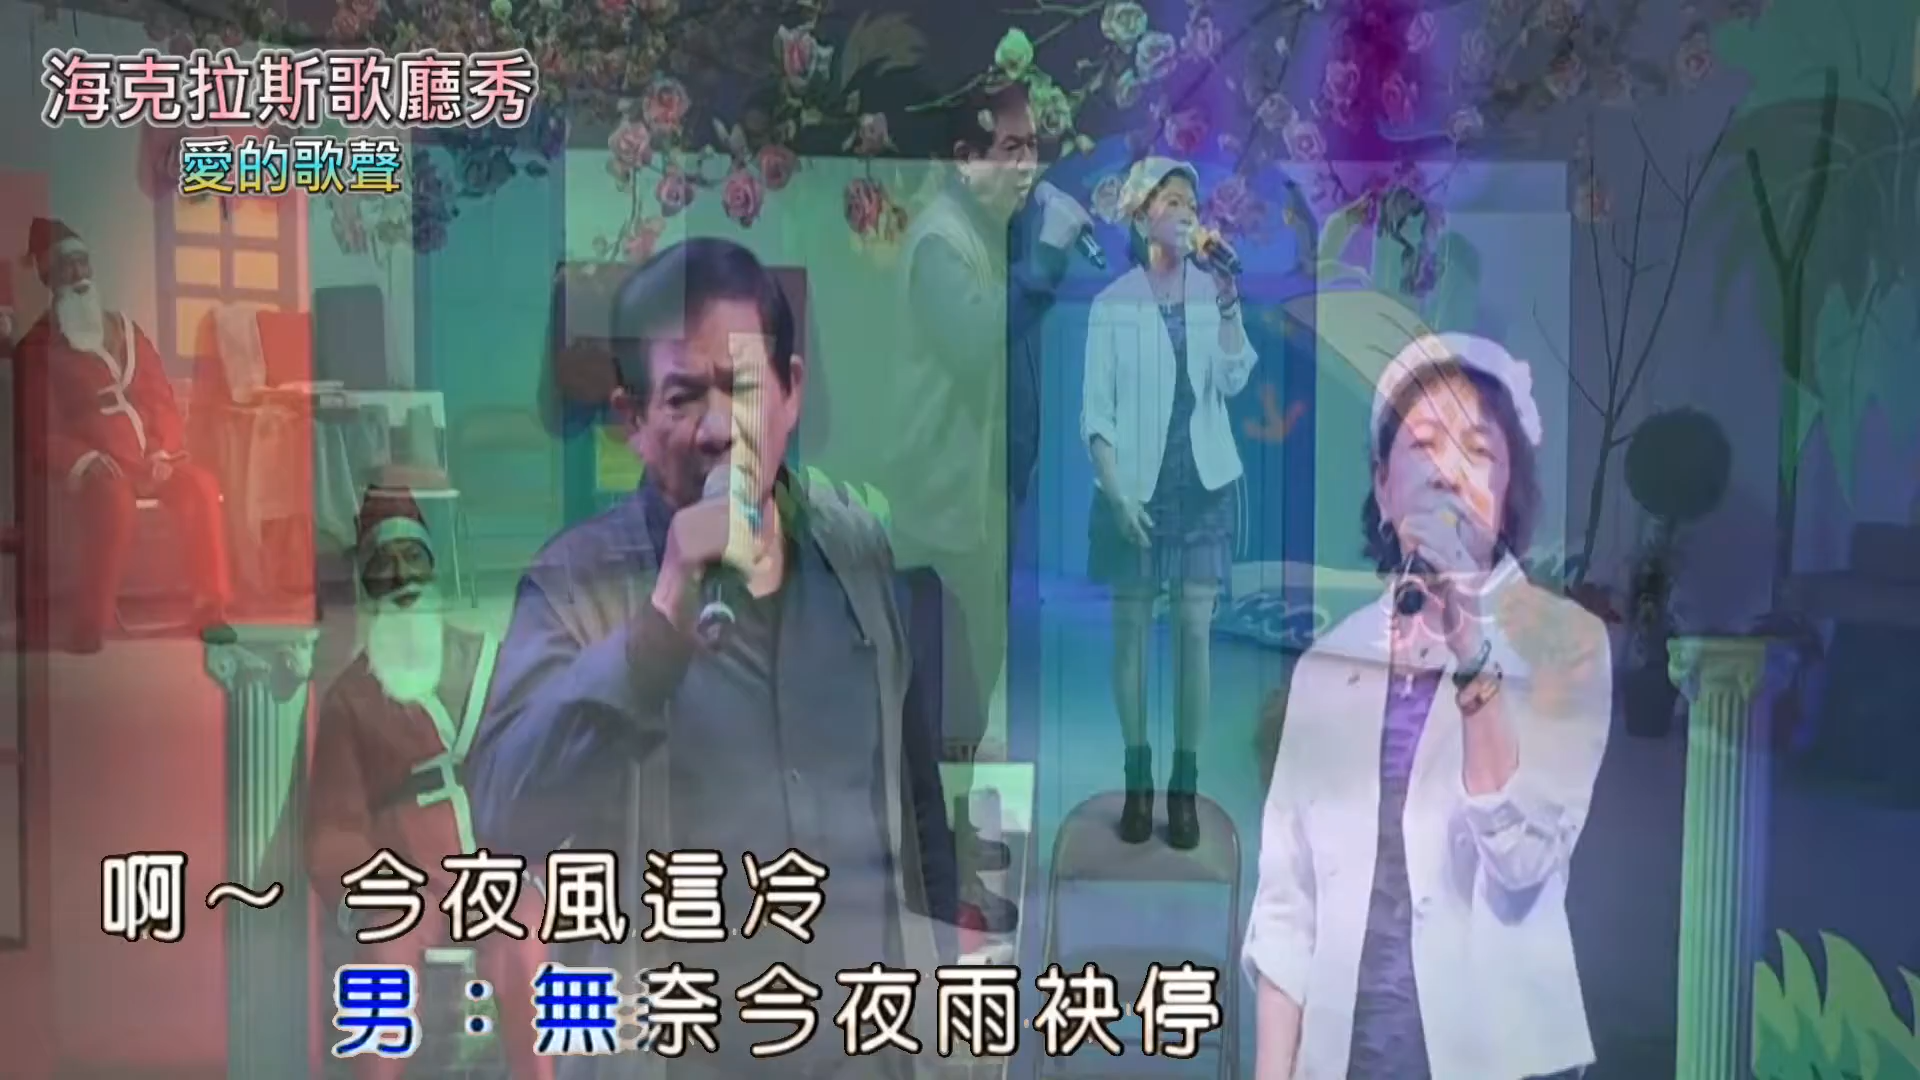 海克拉斯歌廳秀
愛的歌聲
啊～ 今夜風這冷
男：無奈今夜雨袂停